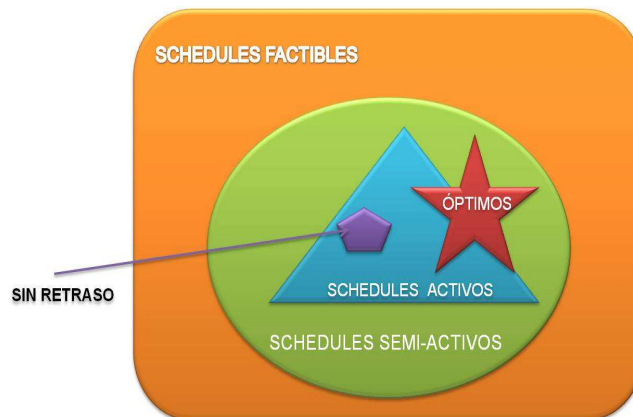 SCHEDULES FACTIBLES
ÓPTIMOS
SIN RETRASO
SCHEDULES ACTIVOS
SCHEDULES SEMI-ACTIVOS